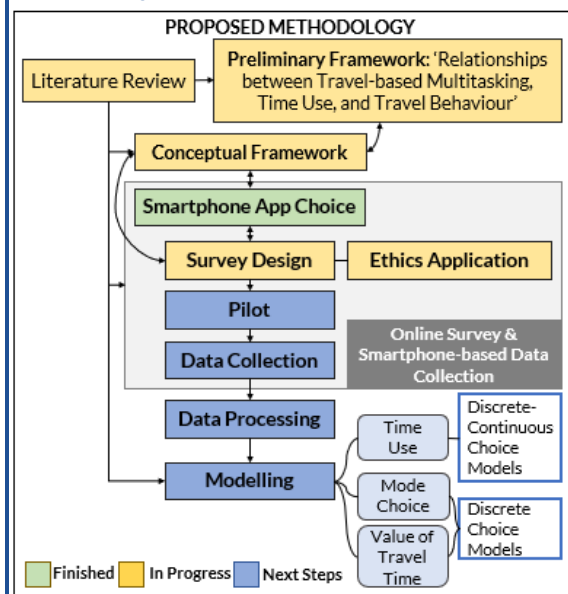 PROPOSED METHODOLOGY
Literature Review
Preliminary Framework: ‘Relationships
between Travel-based Multitasking,
Time Use, and Travel Behaviour’
Conceptual Framework
Smartphone App Choice
Survey Design
Ethics Application
Pilot
Data Collection
Online Survey &
Smartphone-based Data
Collection
Data Processing
Modelling
Time
Use
Discrete-
Continuous
Choice
Models
Mode
Choice
Value of
Travel
Time
Discrete
Choice
Models
Finished
In Progress
Next Steps